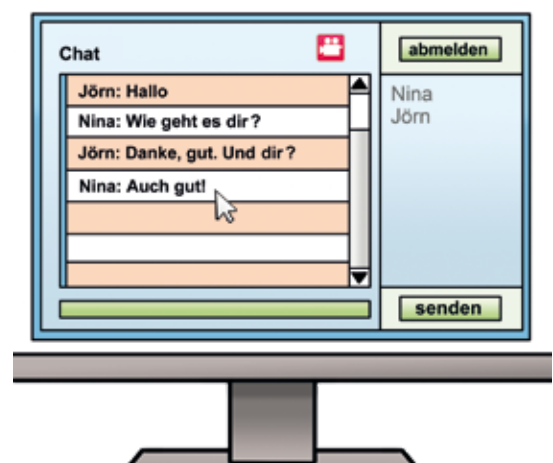 Chat
abmelden
Jörn: Hallo
Nina: Wie geht es dir?
Jörn: Danke, gut. Und dir?
Nina: Auch gut!
Nina
Jörn
senden